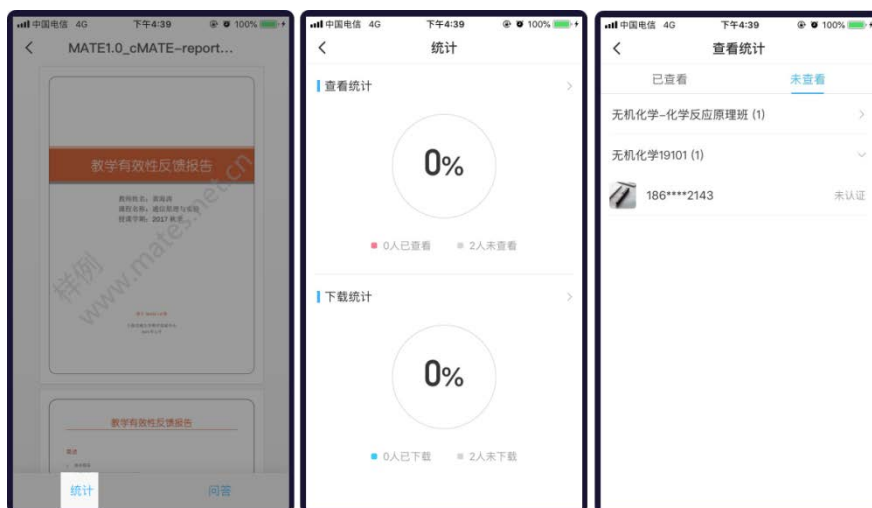 中国电信 4G 下午4:39 100%
MATE1.0_cMATE-report...
教学有效性反馈报告
授课学期：2017 秋季
样例
www.mates.net.cn
教学有效性反馈报告
统计 问答
中国电信 4G 下午4:39 100%
统计
查看统计
0%
0人已查看 2人未查看
下载统计
0%
0人已下载 2人未下载
中国电信 4G 下午4:39 100%
查看统计
已查看 未查看
无机化学-化学反应原理班 (1)
无机化学19101 (1)
186****2143 未认证